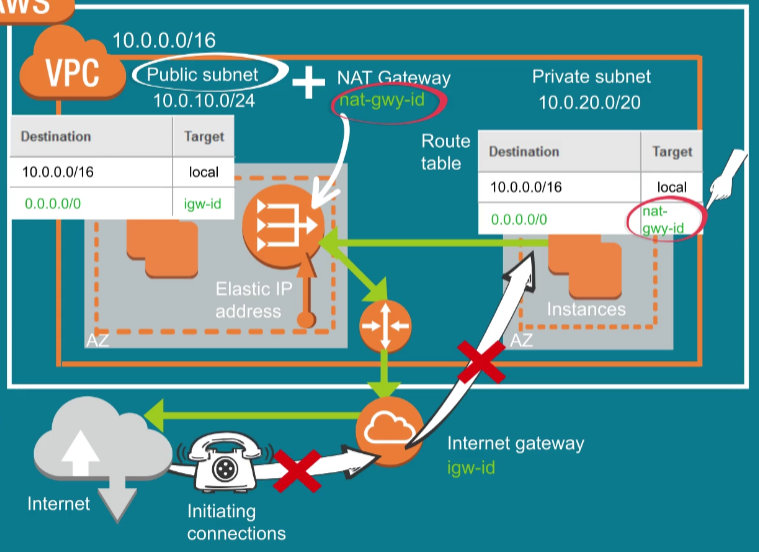 AWS
10.0.0.0/16
VPC
Public subnet
10.0.10.0/24
NAT Gateway
nat-gwy-id
Private subnet
10.0.20.0/20
Destination Target
10.0.0.0/16 local
0.0.0.0/0 igw-id
Route
table
Destination Target
10.0.0.0/16 local
0.0.0.0/0 nat-
gwy-id
Elastic IP
address
AZ
Instances
AZ
Internet gateway
igw-id
Internet
Initiating
connections